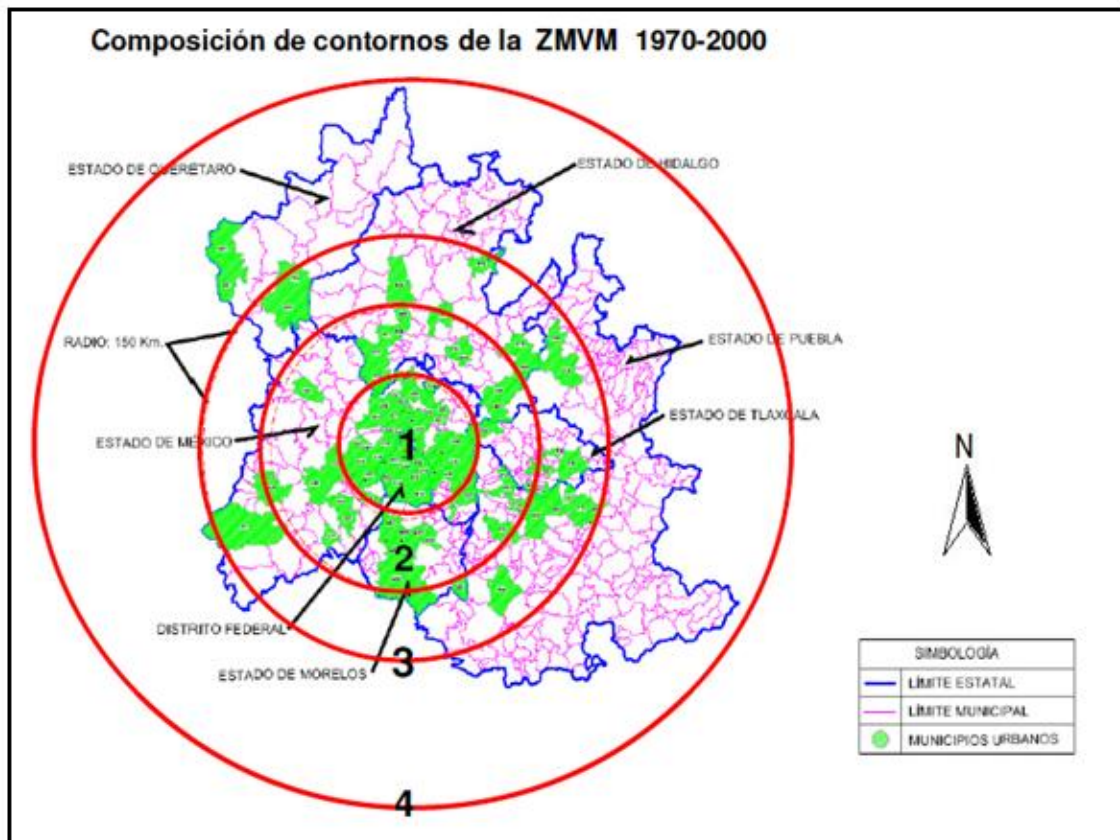 Composición de contornos de la ZMVM 1970-2000
ESTADO DE QUERÉTARO
ESTADO DE HIDALGO
RADIO: 150 Km.
ESTADO DE PUEBLA
ESTADO DE TLAXCALA
ESTADO DE MÉXICO
1
N
2
DISTRITO FEDERAL
3
ESTADO DE MORELOS
SIMBOLOGÍA
LÍMITE ESTATAL
LÍMITE MUNICIPAL
MUNICIPIOS URBANOS
4